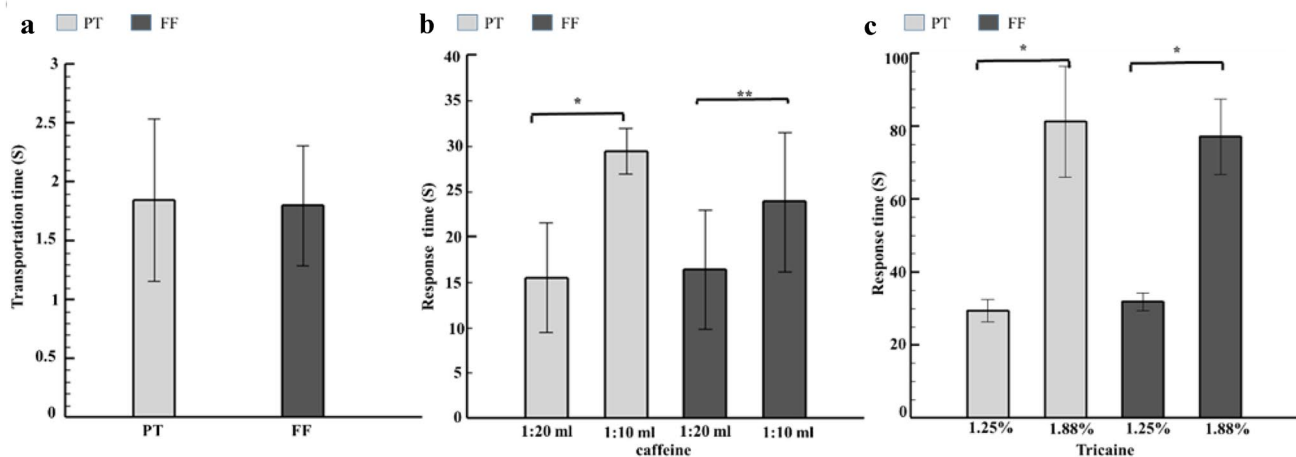 a PT FF
Transportation time (S)
3
2.5
2
1.5
1
0.5
0
PT FF
b PT FF
Response time (S)
40
35
30
25
20
15
10
5
0
* **
1:20 ml 1:10 ml 1:20 ml 1:10 ml
caffeine
c PT FF
Response time (S)
100
80
60
40
20
0
* *
1.25% 1.88% 1.25% 1.88%
Tricaine